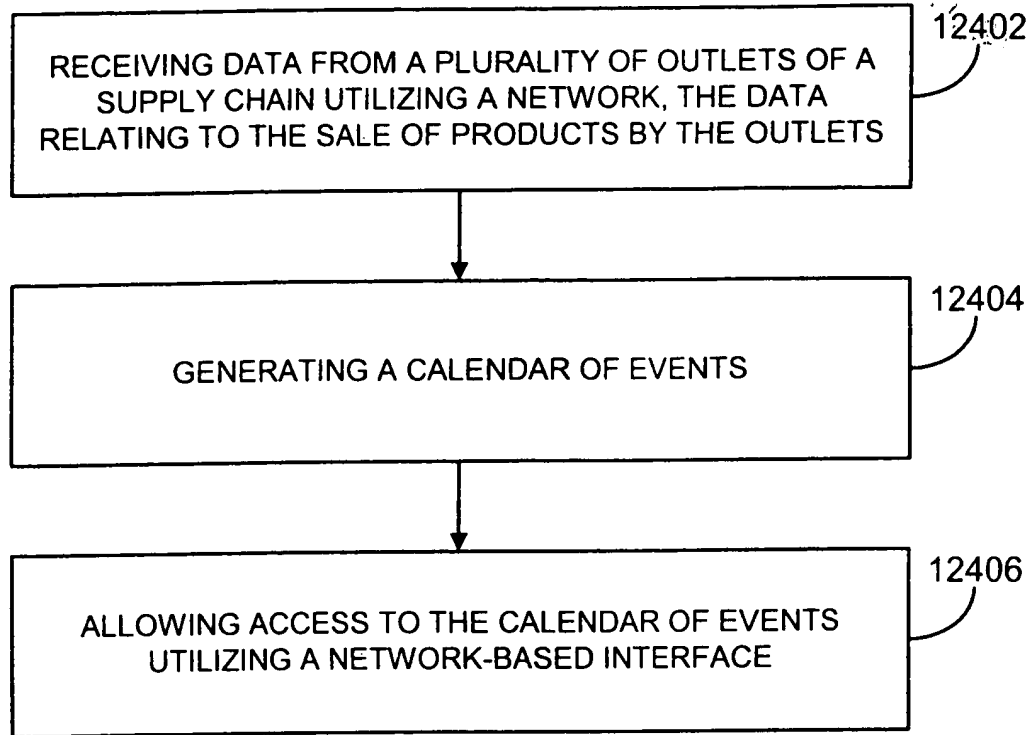 12402
RECEIVING DATA FROM A PLURALITY OF OUTLETS OF A
SUPPLY CHAIN UTILIZING A NETWORK, THE DATA
RELATING TO THE SALE OF PRODUCTS BY THE OUTLETS
12404
GENERATING A CALENDAR OF EVENTS
12406
ALLOWING ACCESS TO THE CALENDAR OF EVENTS
UTILIZING A NETWORK-BASED INTERFACE